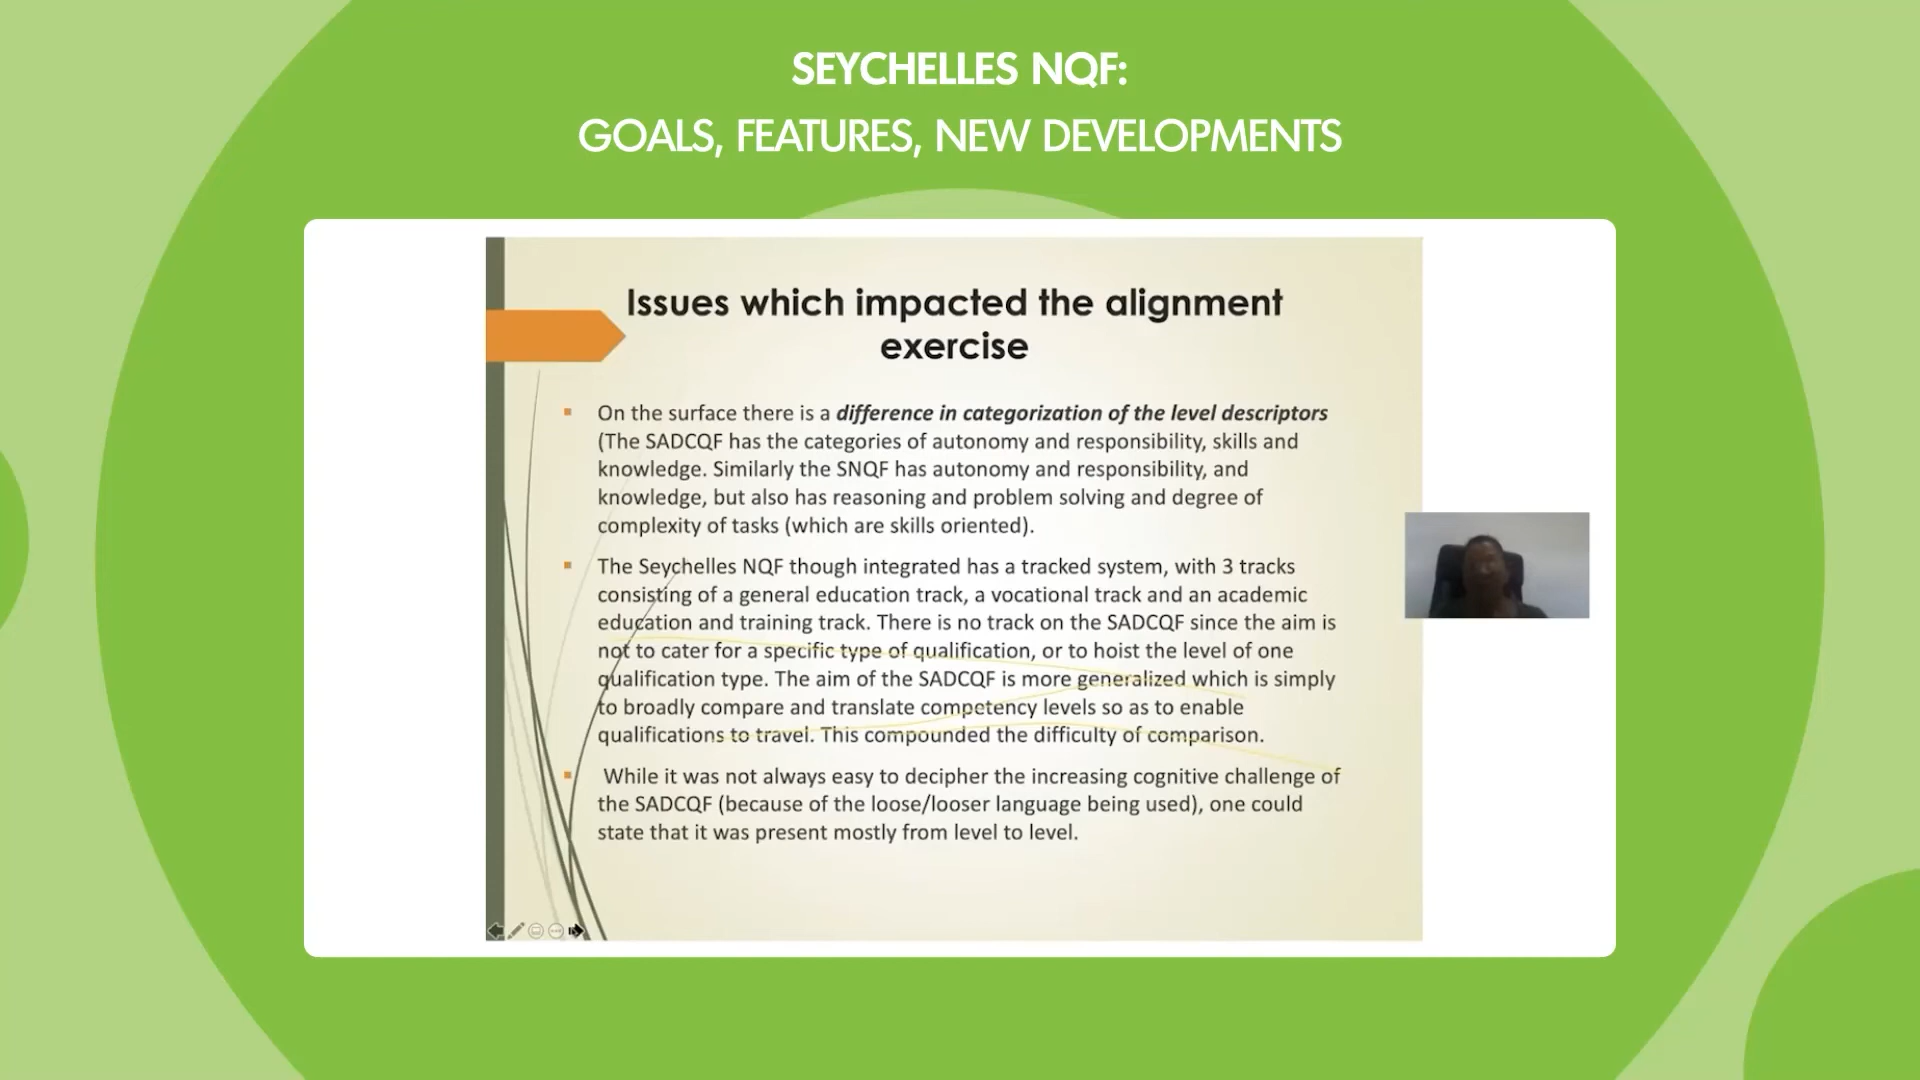 SEYCHELLES NQF:
GOALS, FEATURES, NEW DEVELOPMENTS
Issues which impacted the alignment
exercise
On the surface there is a difference in categorization of the level descriptors
(The SADCQF has the categories of autonomy and responsibility, skills and
knowledge. Similarly the SNQF has autonomy and responsibility, and
knowledge, but also has reasoning and problem solving and degree of
complexity of tasks (which are skills oriented).
The Seychelles NQF though integrated has a tracked system, with 3 tracks
consisting of a general education track, a vocational track and an academic
education and training track. There is no track on the SADCQF since the aim is
not to cater for a specific type of qualification, or to hoist the level of one
qualification type. The aim of the SADCQF is more generalized which is simply
to broadly compare and translate competency levels so as to enable
qualifications to travel. This compounded the difficulty of comparison.
While it was not always easy to decipher the increasing cognitive challenge of
the SADCQF (because of the loose/looser language being used), one could
state that it was present mostly from level to level.